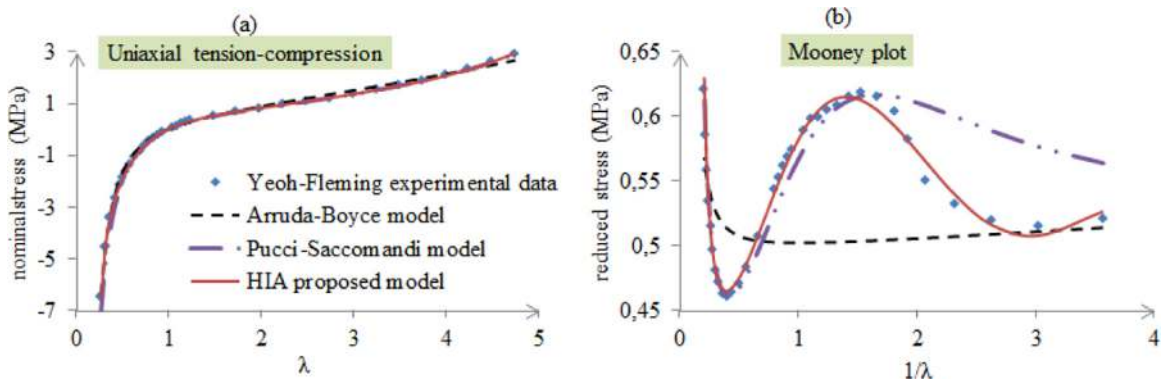 (a)
Uniaxial tension-compression
nominalstress (MPa)
3
1
-1
-3
-5
-7
0 1 2 3 4 5
λ
Yeoh-Fleming experimental data
Arruda-Boyce model
Pucci-Saccomandi model
HIA proposed model
(b)
Mooney plot
reduced stress (MPa)
0,65
0,6
0,55
0,5
0,45
0 1 2 3 4
1/λ